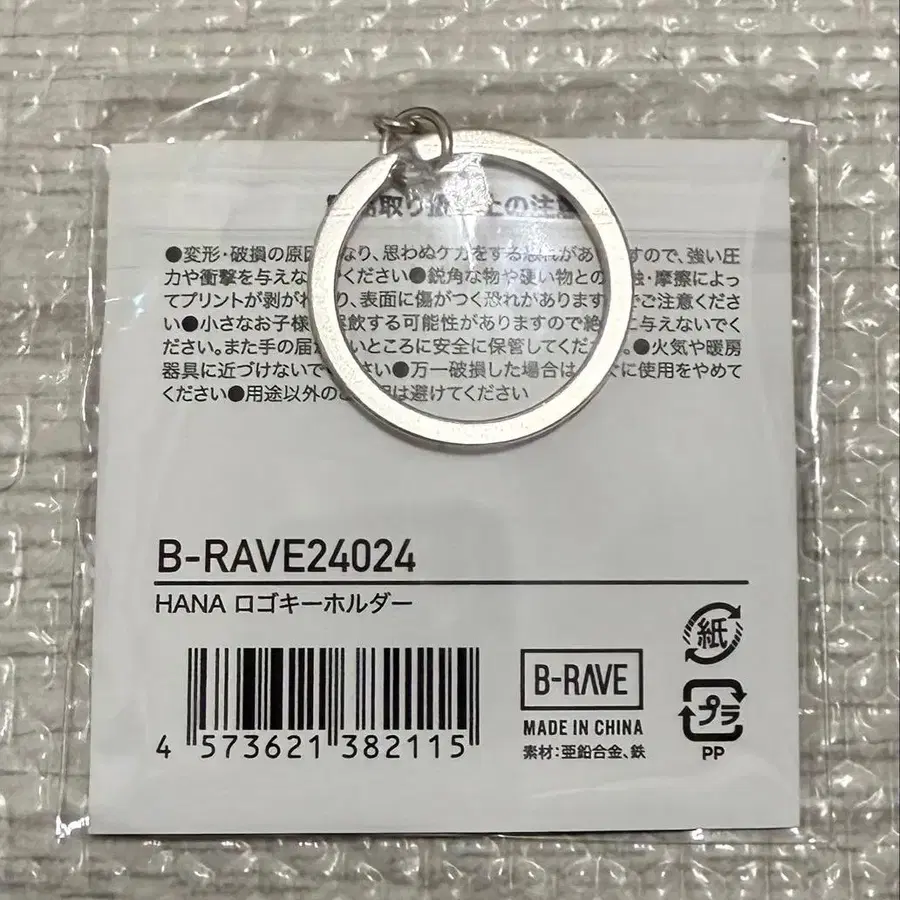 取り扱い上の注意
●変形・破損の原因となり、思わぬケガをする恐れがありますので、強い圧
力や衝撃を与えないでください●鋭角な物や硬い物との接触・摩擦によっ
てプリントが剥がれたり、表面に傷がつく恐れがありますのでご注意くださ
い●小さなお子様が誤飲する可能性がありますので絶対に与えないでく
ださい。また手の届かないところに安全に保管してください。●火気や暖房
器具に近づけないでください●万一破損した場合はすぐに使用をやめて
ください●用途以外のご使用は避けてください
B-RAVE24024
HANA ロゴキーホルダー
4 573621 382115
B-RAVE
MADE IN CHINA
素材:亜鉛合金、鉄
紙
プラ
PP